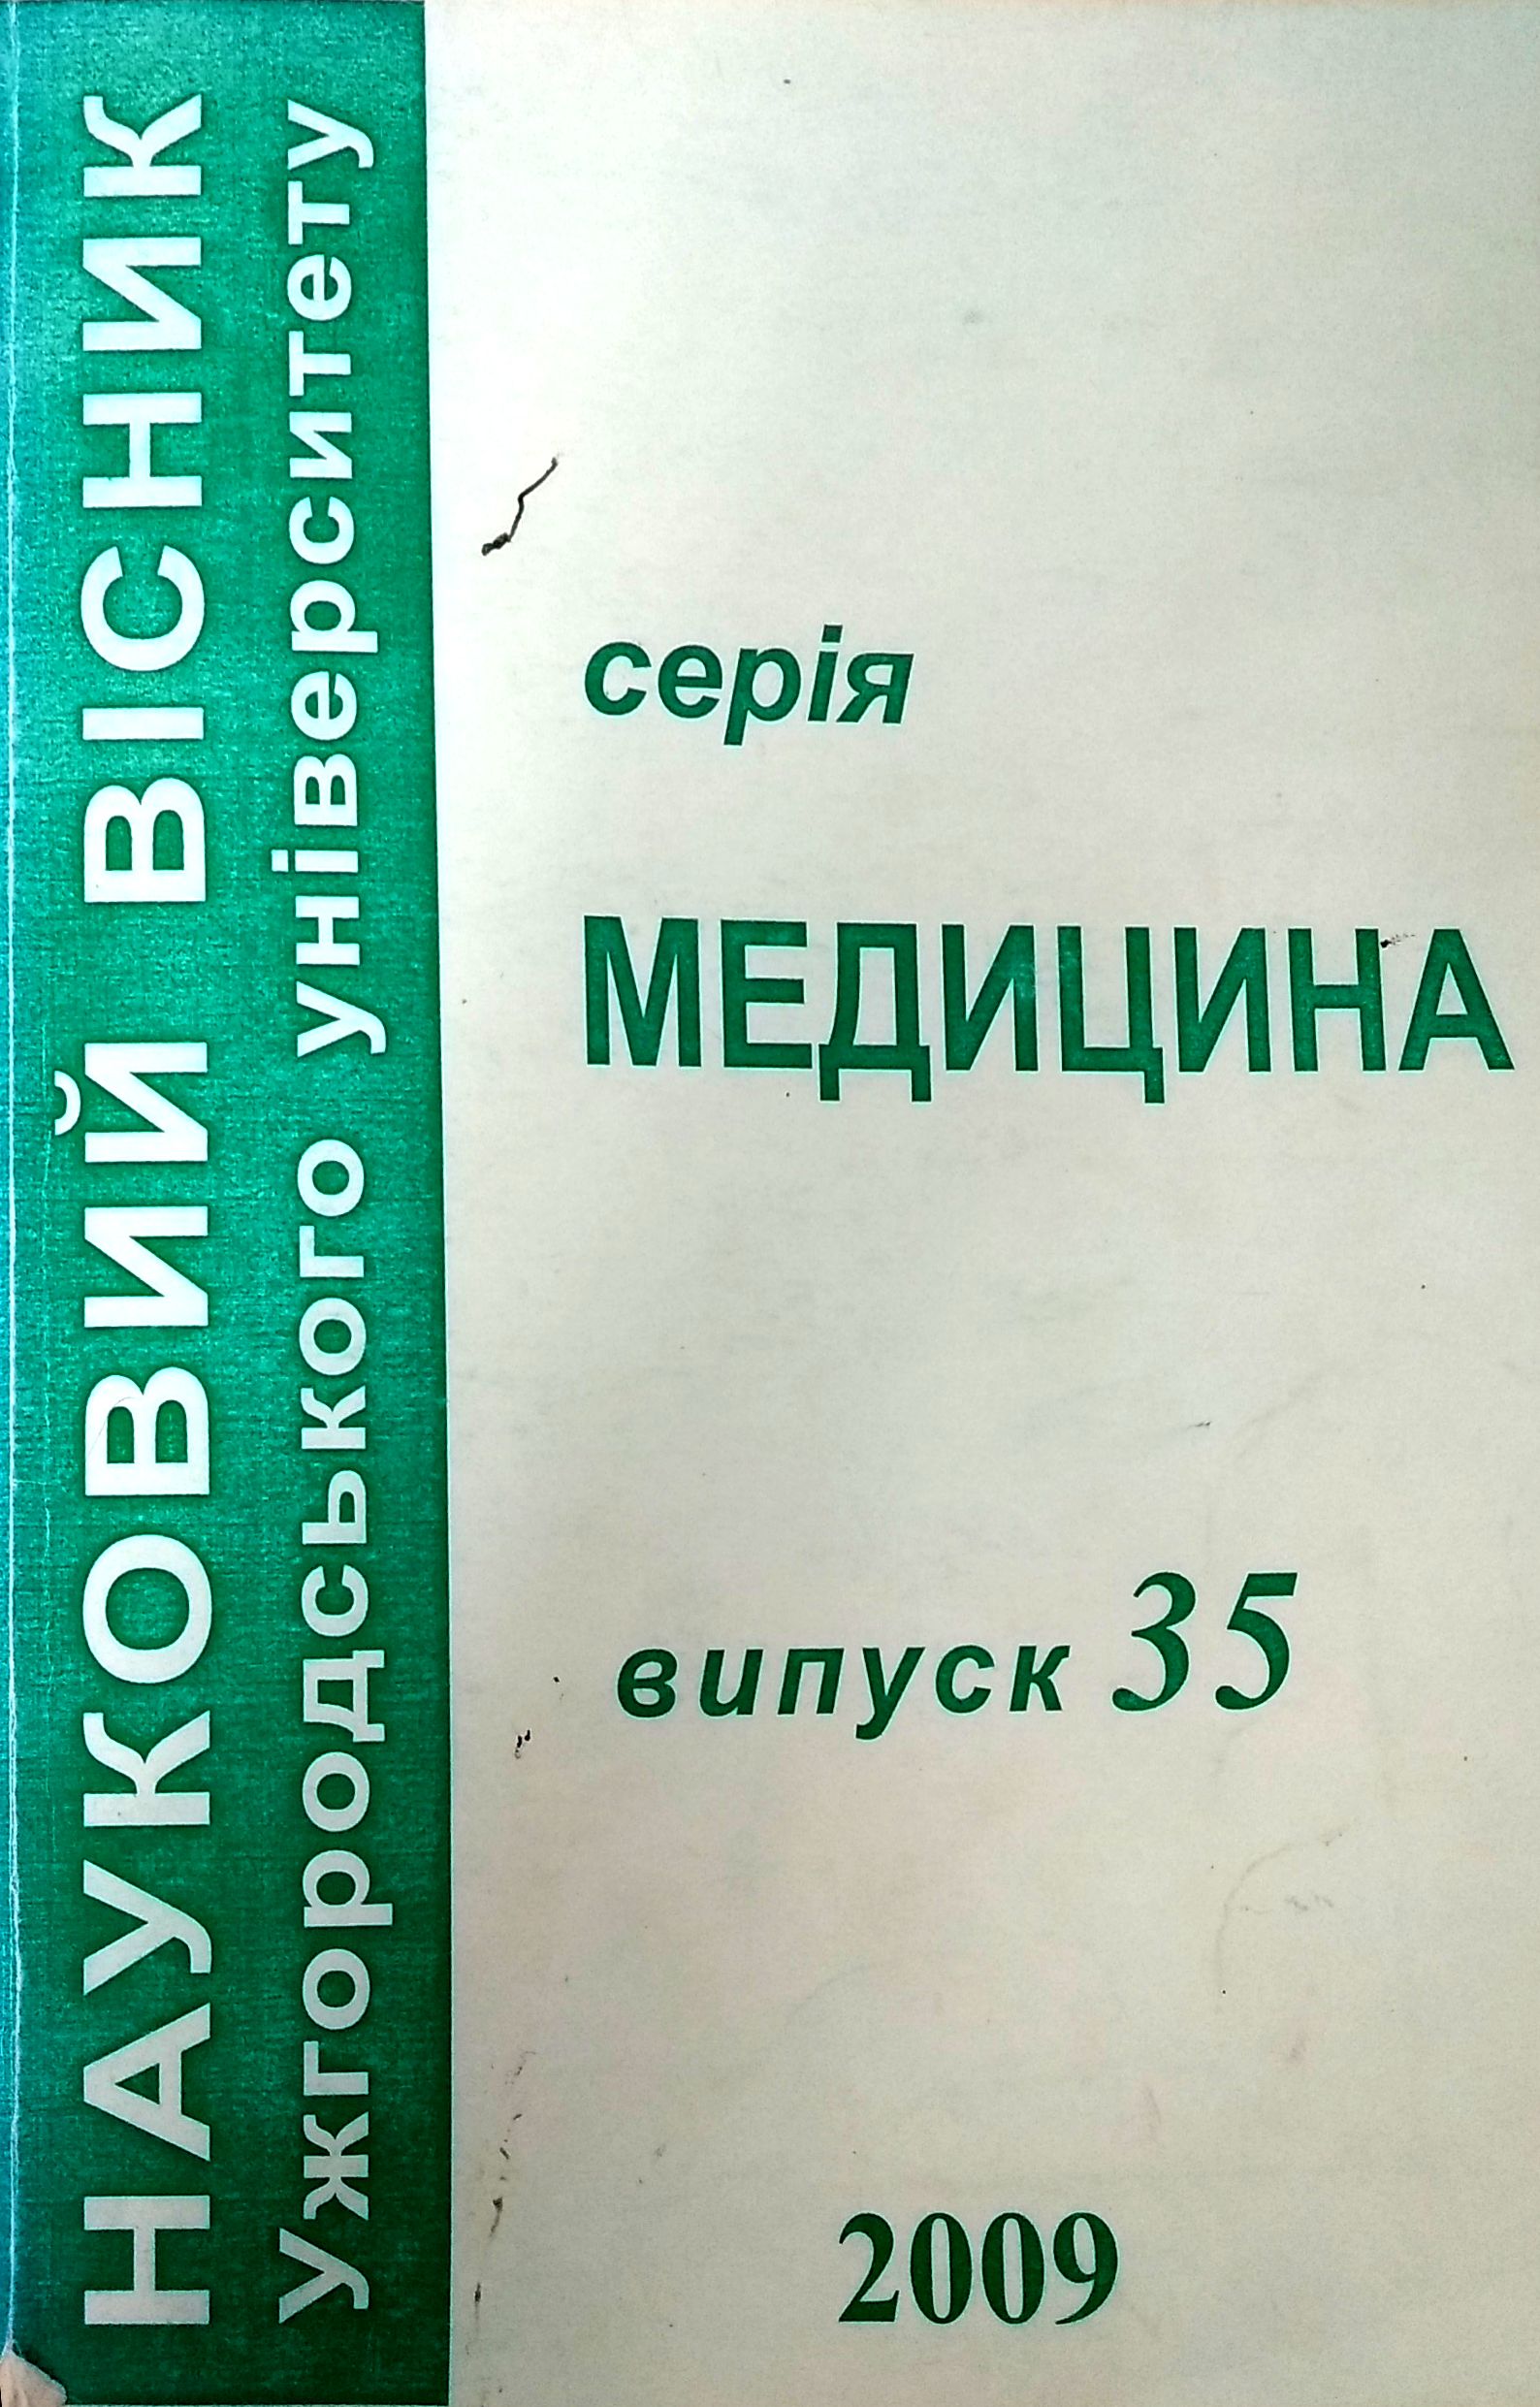 НАУКОВИЙ ВІСНИК
Ужгородського університету
серія
МЕДИЦИНА
випуск 35
2009